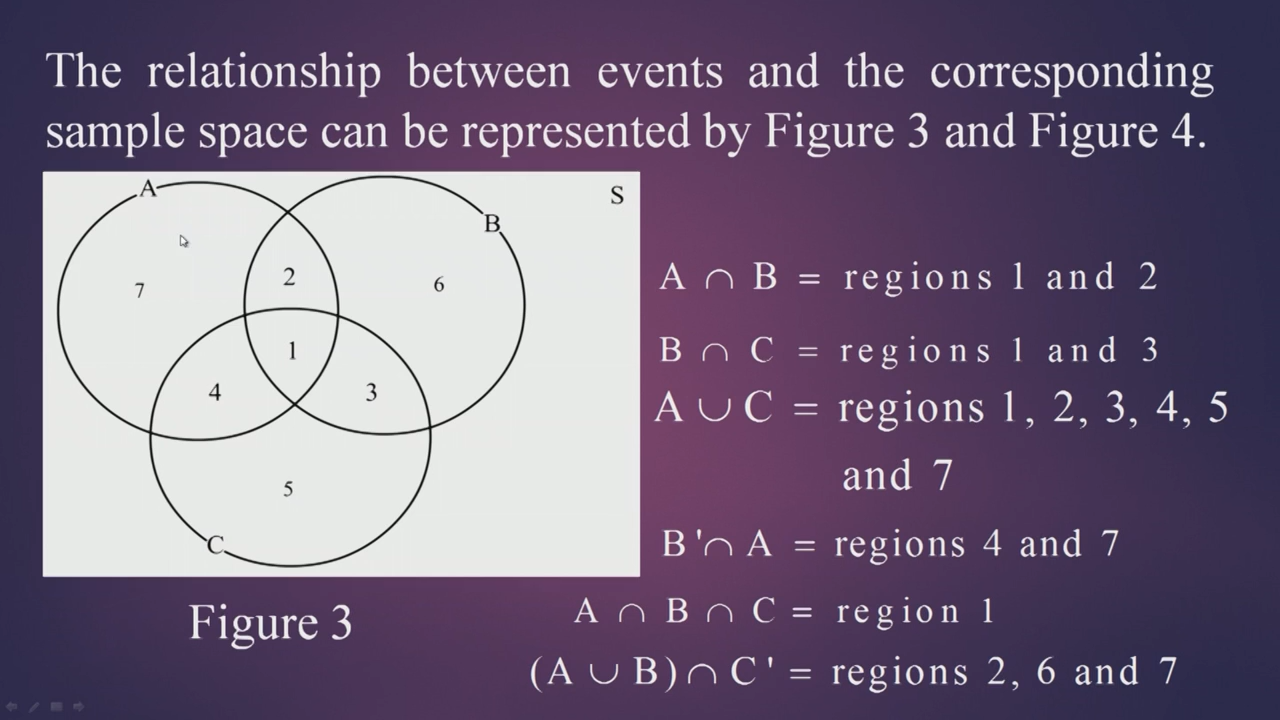 The relationship between events and the corresponding
sample space can be represented by Figure 3 and Figure 4.
A
S
B
2
7
6
1
4
3
5
C
A ∩ B = regions 1 and 2
B ∩ C = regions 1 and 3
A ∪ C = regions 1, 2, 3, 4, 5
and 7
B'∩ A = regions 4 and 7
A ∩ B ∩ C = region 1
Figure 3
(A ∪ B)∩ C' = regions 2, 6 and 7